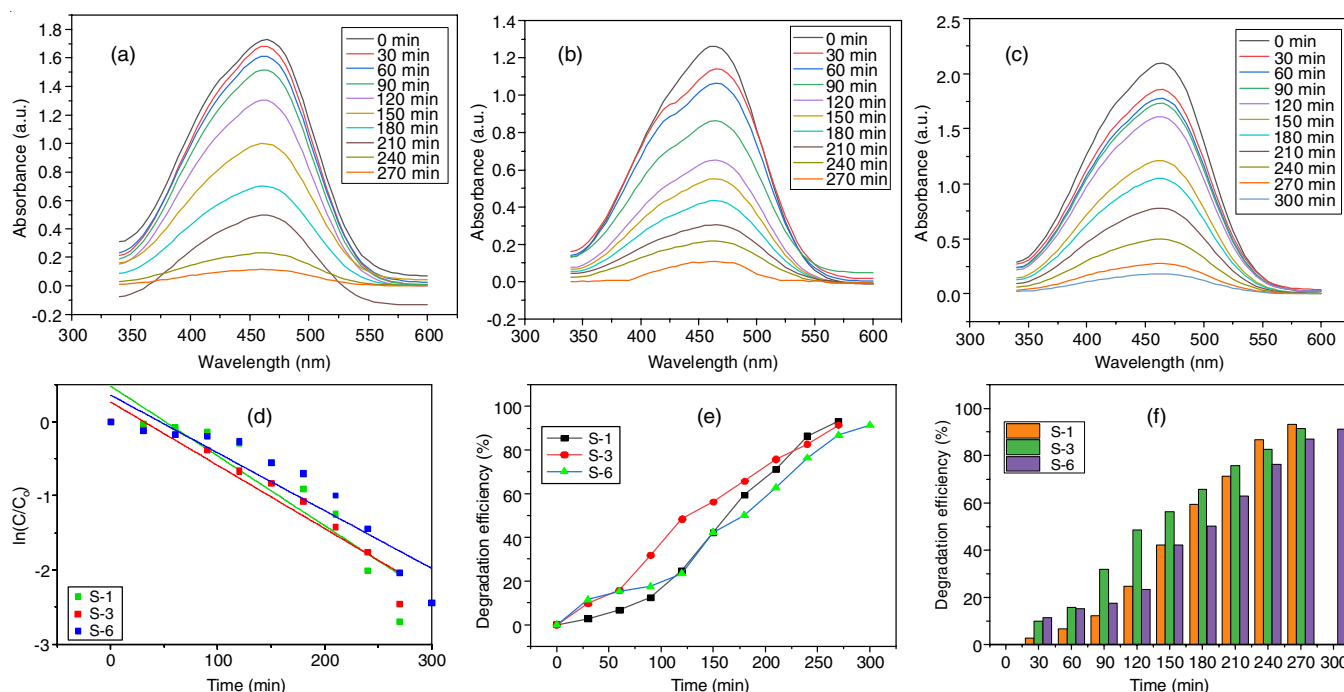 (a)
Absorbance (a.u.)
1.8
1.6
1.4
1.2
1.0
0.8
0.6
0.4
0.2
0.0
-0.2
300 350 400 450 500 550 600
Wavelength (nm)
0 min
30 min
60 min
90 min
120 min
150 min
180 min
210 min
240 min
270 min
(b)
Absorbance (a.u.)
1.4
1.2
1.0
0.8
0.6
0.4
0.2
0.0
-0.2
300 350 400 450 500 550 600
Wavelength (nm)
0 min
30 min
60 min
90 min
120 min
150 min
180 min
210 min
240 min
270 min
(c)
Absorbance (a.u.)
2.5
2.0
1.5
1.0
0.5
0.0
300 350 400 450 500 550 600
Wavelength (nm)
0 min
30 min
60 min
90 min
120 min
150 min
180 min
210 min
240 min
270 min
300 min
(d)
ln(C/C₀)
0
-1
-2
-3
0 100 200 300
Time (min)
S-1
S-3
S-6
(e)
Degradation efficiency (%)
100
80
60
40
20
0
0 50 100 150 200 250 300
Time (min)
S-1
S-3
S-6
(f)
Degradation efficiency (%)
100
80
60
40
20
0
0 30 60 90 120 150 180 210 240 270 300
Time (min)
S-1
S-3
S-6